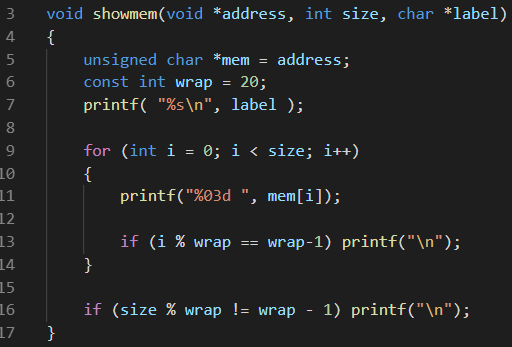 3 void showmem(void *address, int size, char *label)
4 {
5     unsigned char *mem = address;
6     const int wrap = 20;
7     printf( "%s\n", label );
8
9     for (int i = 0; i < size; i++)
10     {
11         printf("%03d ", mem[i]);
12
13         if (i % wrap == wrap-1) printf("\n");
14     }
15
16     if (size % wrap != wrap - 1) printf("\n");
17 }